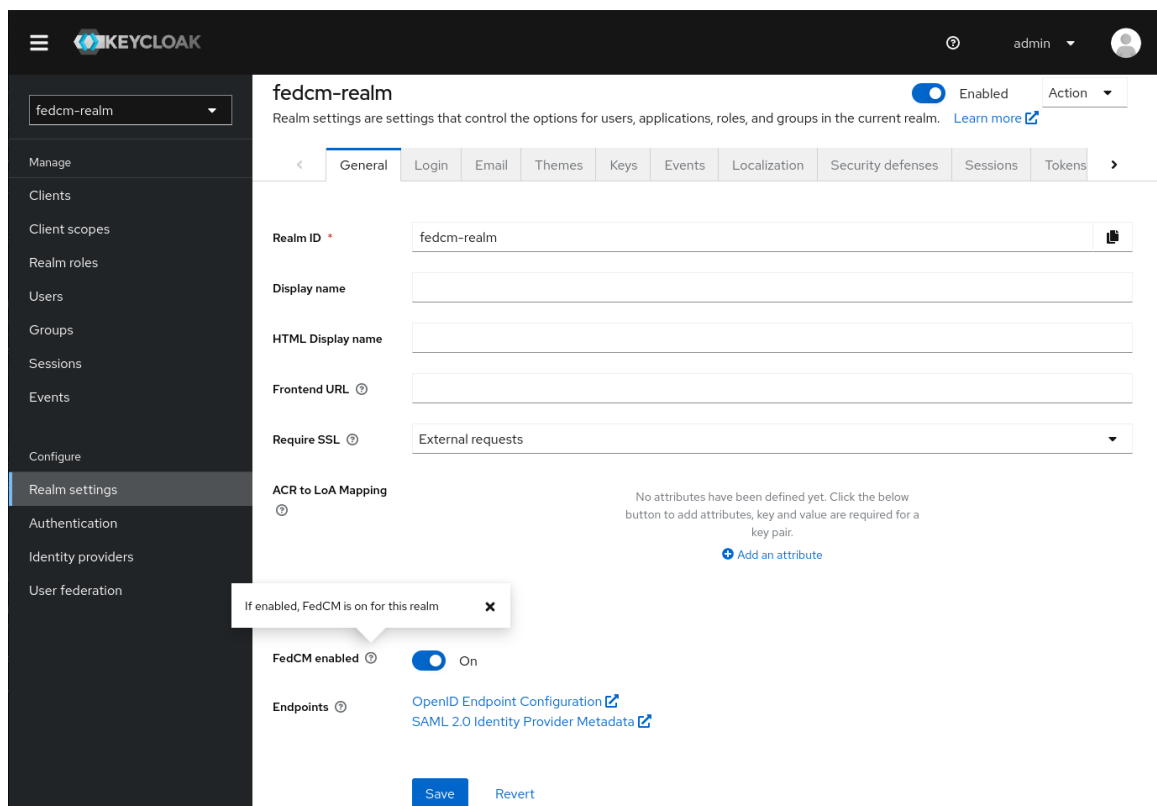 KEYCLOAK
admin
fedcm-realm
Manage
Clients
Client scopes
Realm roles
Users
Groups
Sessions
Events
Configure
Realm settings
Authentication
Identity providers
User federation
fedcm-realm
Enabled
Action
Realm settings are settings that control the options for users, applications, roles, and groups in the current realm. Learn more
General Login Email Themes Keys Events Localization Security defenses Sessions Tokens
Realm ID * fedcm-realm
Display name
HTML Display name
Frontend URL
Require SSL External requests
ACR to LoA Mapping
No attributes have been defined yet. Click the below
button to add attributes, key and value are required for a
key pair.
Add an attribute
If enabled, FedCM is on for this realm
FedCM enabled On
Endpoints OpenID Endpoint Configuration
SAML 2.0 Identity Provider Metadata
Save Revert